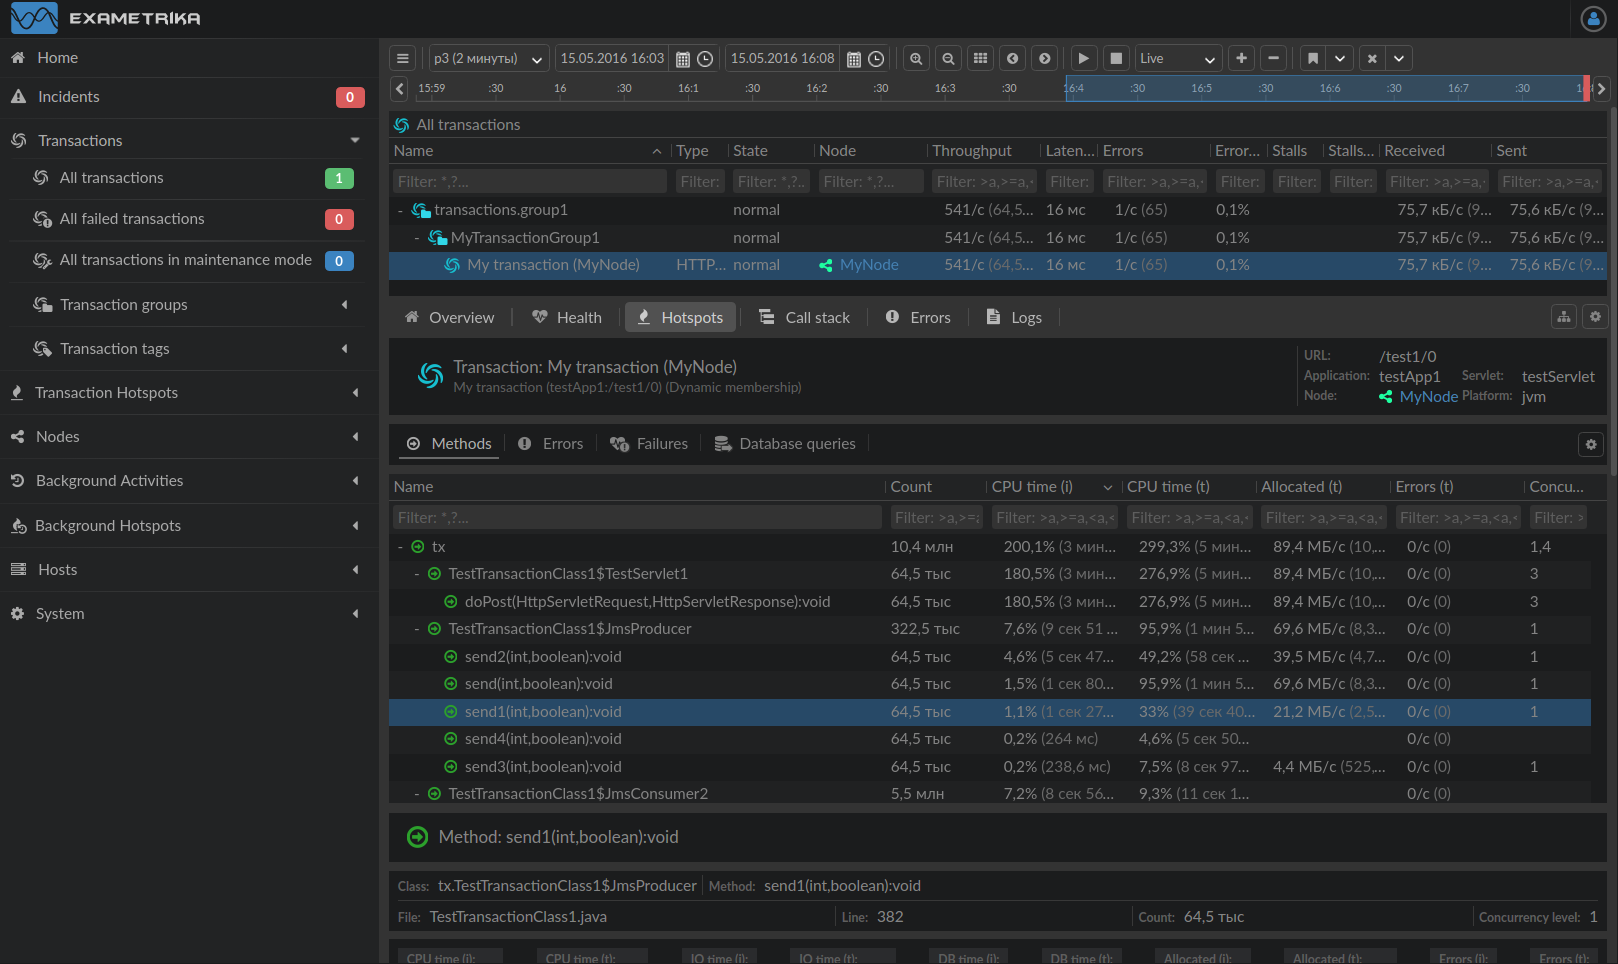 EXAMETRIKA
Home
Incidents 0
Transactions
All transactions 1
All failed transactions 0
All transactions in maintenance mode 0
Transaction groups
Transaction tags
Transaction Hotspots
Nodes
Background Activities
Background Hotspots
Hosts
System
p3 (2 минуты) 15.05.2016 16:03 15.05.2016 16:08 Live
15:59 :30 16 :30 16:1 :30 16:2 :30 16:3 :30 16:4 :30 16:5 :30 16:6 :30 16:7 :30
All transactions
Name Type State Node Throughput Laten... Errors Error... Stalls Stalls... Received Sent
Filter: *,?... Filter: Filter: *,?.. Filter: *,?... Filter: >a,>=a,< Filter: Filter: >a,>=a,< Filter: Filter: Filter: Filter: >a,>=a,< Filter: >a,>=a,<
- transactions.group1 normal 541/с (64,5... 16 мс 1/с (65) 0,1% 75,7 кБ/с (9... 75,6 кБ/с (9...
- MyTransactionGroup1 normal 541/с (64,5... 16 мс 1/с (65) 0,1% 75,7 кБ/с (9... 75,6 кБ/с (9...
My transaction (MyNode) HTTP... normal MyNode 541/с (64,5... 16 мс 1/с (65) 0,1% 75,7 кБ/с (9... 75,6 кБ/с (9...
Overview Health Hotspots Call stack Errors Logs
Transaction: My transaction (MyNode)
My transaction (testApp1:/test1/0) (Dynamic membership)
URL: /test1/0
Application: testApp1 Servlet: testServlet
Node: MyNode Platform: jvm
Methods Errors Failures Database queries
Name Count CPU time (i) CPU time (t) Allocated (t) Errors (t) Concu...
Filter: *,?... Filter: >a,>=a Filter: >a,>=a,<a,< Filter: >a,>=a,<a,< Filter: >a,>=a,<a,< Filter: >a,>=a,<a,< Filter: >
- tx 10,4 млн 200,1% (3 мин... 299,3% (5 мин... 89,4 МБ/с (10,... 0/с (0) 1,4
- TestTransactionClass1$TestServlet1 64,5 тыс 180,5% (3 мин... 276,9% (5 мин... 89,4 МБ/с (10,... 0/с (0) 3
doPost(HttpServletRequest,HttpServletResponse):void 64,5 тыс 180,5% (3 мин... 276,9% (5 мин... 89,4 МБ/с (10,... 0/с (0) 3
- TestTransactionClass1$JmsProducer 322,5 тыс 7,6% (9 сек 51 ... 95,9% (1 мин 5... 69,6 МБ/с (8,3... 0/с (0) 1
send2(int,boolean):void 64,5 тыс 4,6% (5 сек 47... 49,2% (58 сек ... 39,5 МБ/с (4,7... 0/с (0) 1
send(int,boolean):void 64,5 тыс 1,5% (1 сек 80... 95,9% (1 мин 5... 69,6 МБ/с (8,3... 0/с (0) 1
send1(int,boolean):void 64,5 тыс 1,1% (1 сек 27... 33% (39 сек 40... 21,2 МБ/с (2,5... 0/с (0) 1
send4(int,boolean):void 64,5 тыс 0,2% (264 мс) 4,6% (5 сек 50... 0/с (0)
send3(int,boolean):void 64,5 тыс 0,2% (238,6 мс) 7,5% (8 сек 97... 4,4 МБ/с (525,... 0/с (0) 1
- TestTransactionClass1$JmsConsumer2 5,5 млн 7,2% (8 сек 56... 9,3% (11 сек 1... 0/с (0)
Method: send1(int,boolean):void
Class: tx.TestTransactionClass1$JmsProducer Method: send1(int,boolean):void
File: TestTransactionClass1.java Line: 382 Count: 64,5 тыс Concurrency level: 1
CPU time (i): CPU time (t): IO time (i): IO time (t): DB time (i): DB time (t): Allocated (i): Allocated (t): Errors (i): Errors (t):